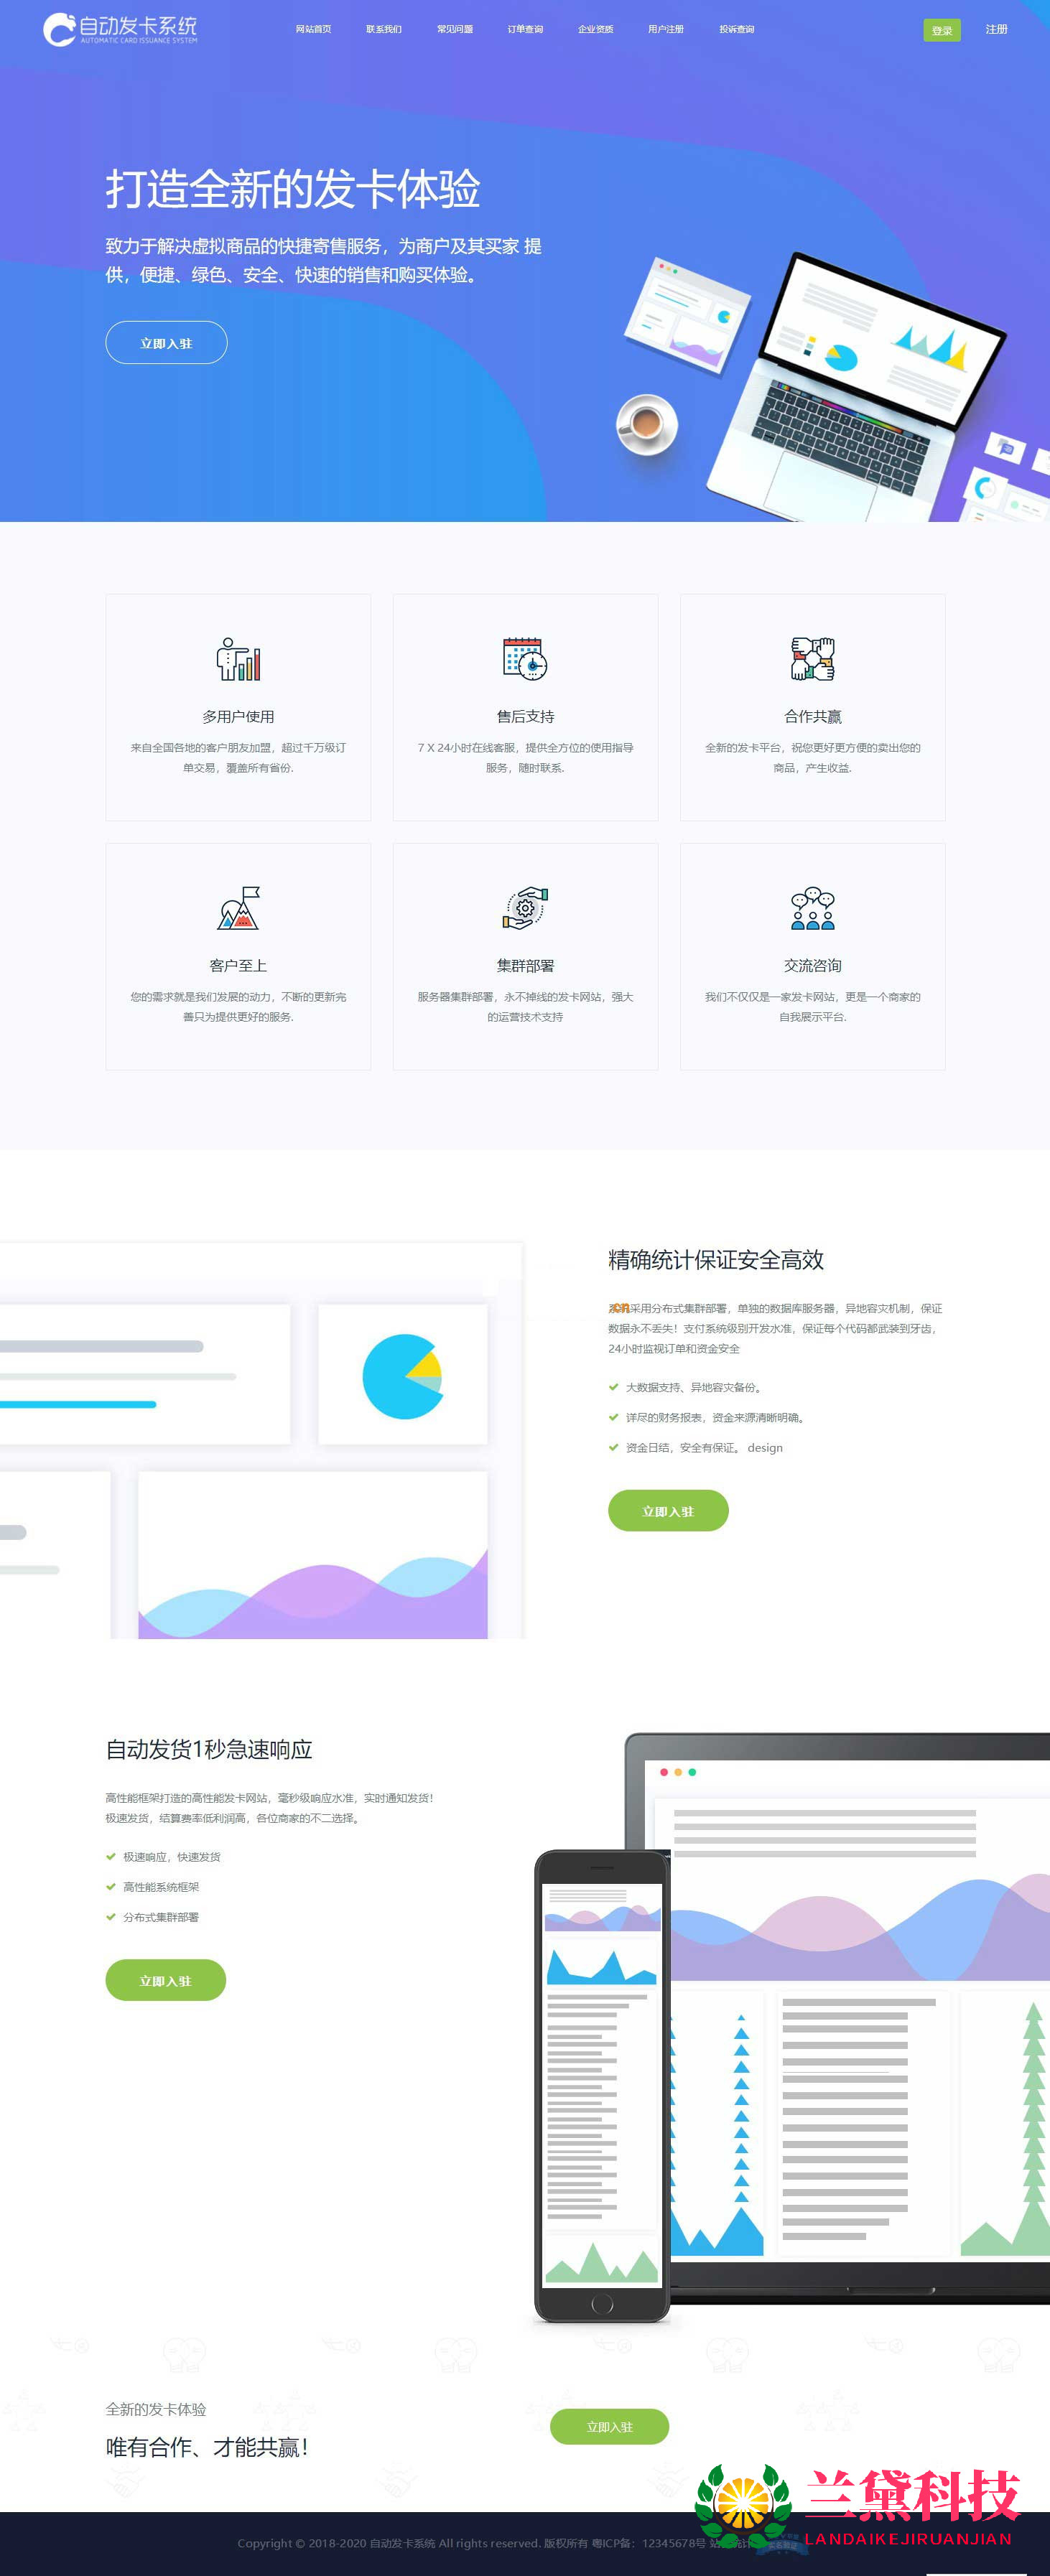 自动发卡系统
AUTOMATIC CARD ISSUANCE SYSTEM
网站首页 联系我们 常见问题 订单查询 企业资质 用户注册 投诉查询 登录 注册
打造全新的发卡体验
致力于解决虚拟商品的快捷寄售服务，为商户及其买家 提
供，便捷、绿色、安全、快速的销售和购买体验。
立即入驻
多用户使用
来自全国各地的客户朋友加盟，超过千万级订
单交易，覆盖所有省份.
售后支持
7 X 24小时在线客服，提供全方位的使用指导
服务，随时联系.
合作共赢
全新的发卡平台，祝您更好更方便的卖出您的
商品，产生收益.
客户至上
您的需求就是我们发展的动力，不断的更新完
善只为提供更好的服务.
集群部署
服务器集群部署，永不掉线的发卡网站，强大
的运营技术支持
交流咨询
我们不仅仅是一家发卡网站，更是一个商家的
自我展示平台.
精确统计保证安全高效
采用分布式集群部署，单独的数据库服务器，异地容灾机制，保证
数据永不丢失！支付系统级别开发水准，保证每个代码都武装到牙齿，
24小时监视订单和资金安全
大数据支持、异地容灾备份。
详尽的财务报表，资金来源清晰明确。
资金日结，安全有保证。 design
立即入驻
自动发货1秒急速响应
高性能框架打造的高性能发卡网站，毫秒级响应水准，实时通知发货！
极速发货，结算费率低利润高，各位商家的不二选择。
极速响应，快速发货
高性能系统框架
分布式集群部署
立即入驻
全新的发卡体验
唯有合作、才能共赢！
立即入驻
兰黛科技
LANDAIKEJIRUANJIAN
Copyright © 2018-2020 自动发卡系统 All rights reserved. 版权所有 粤ICP备：12345678号